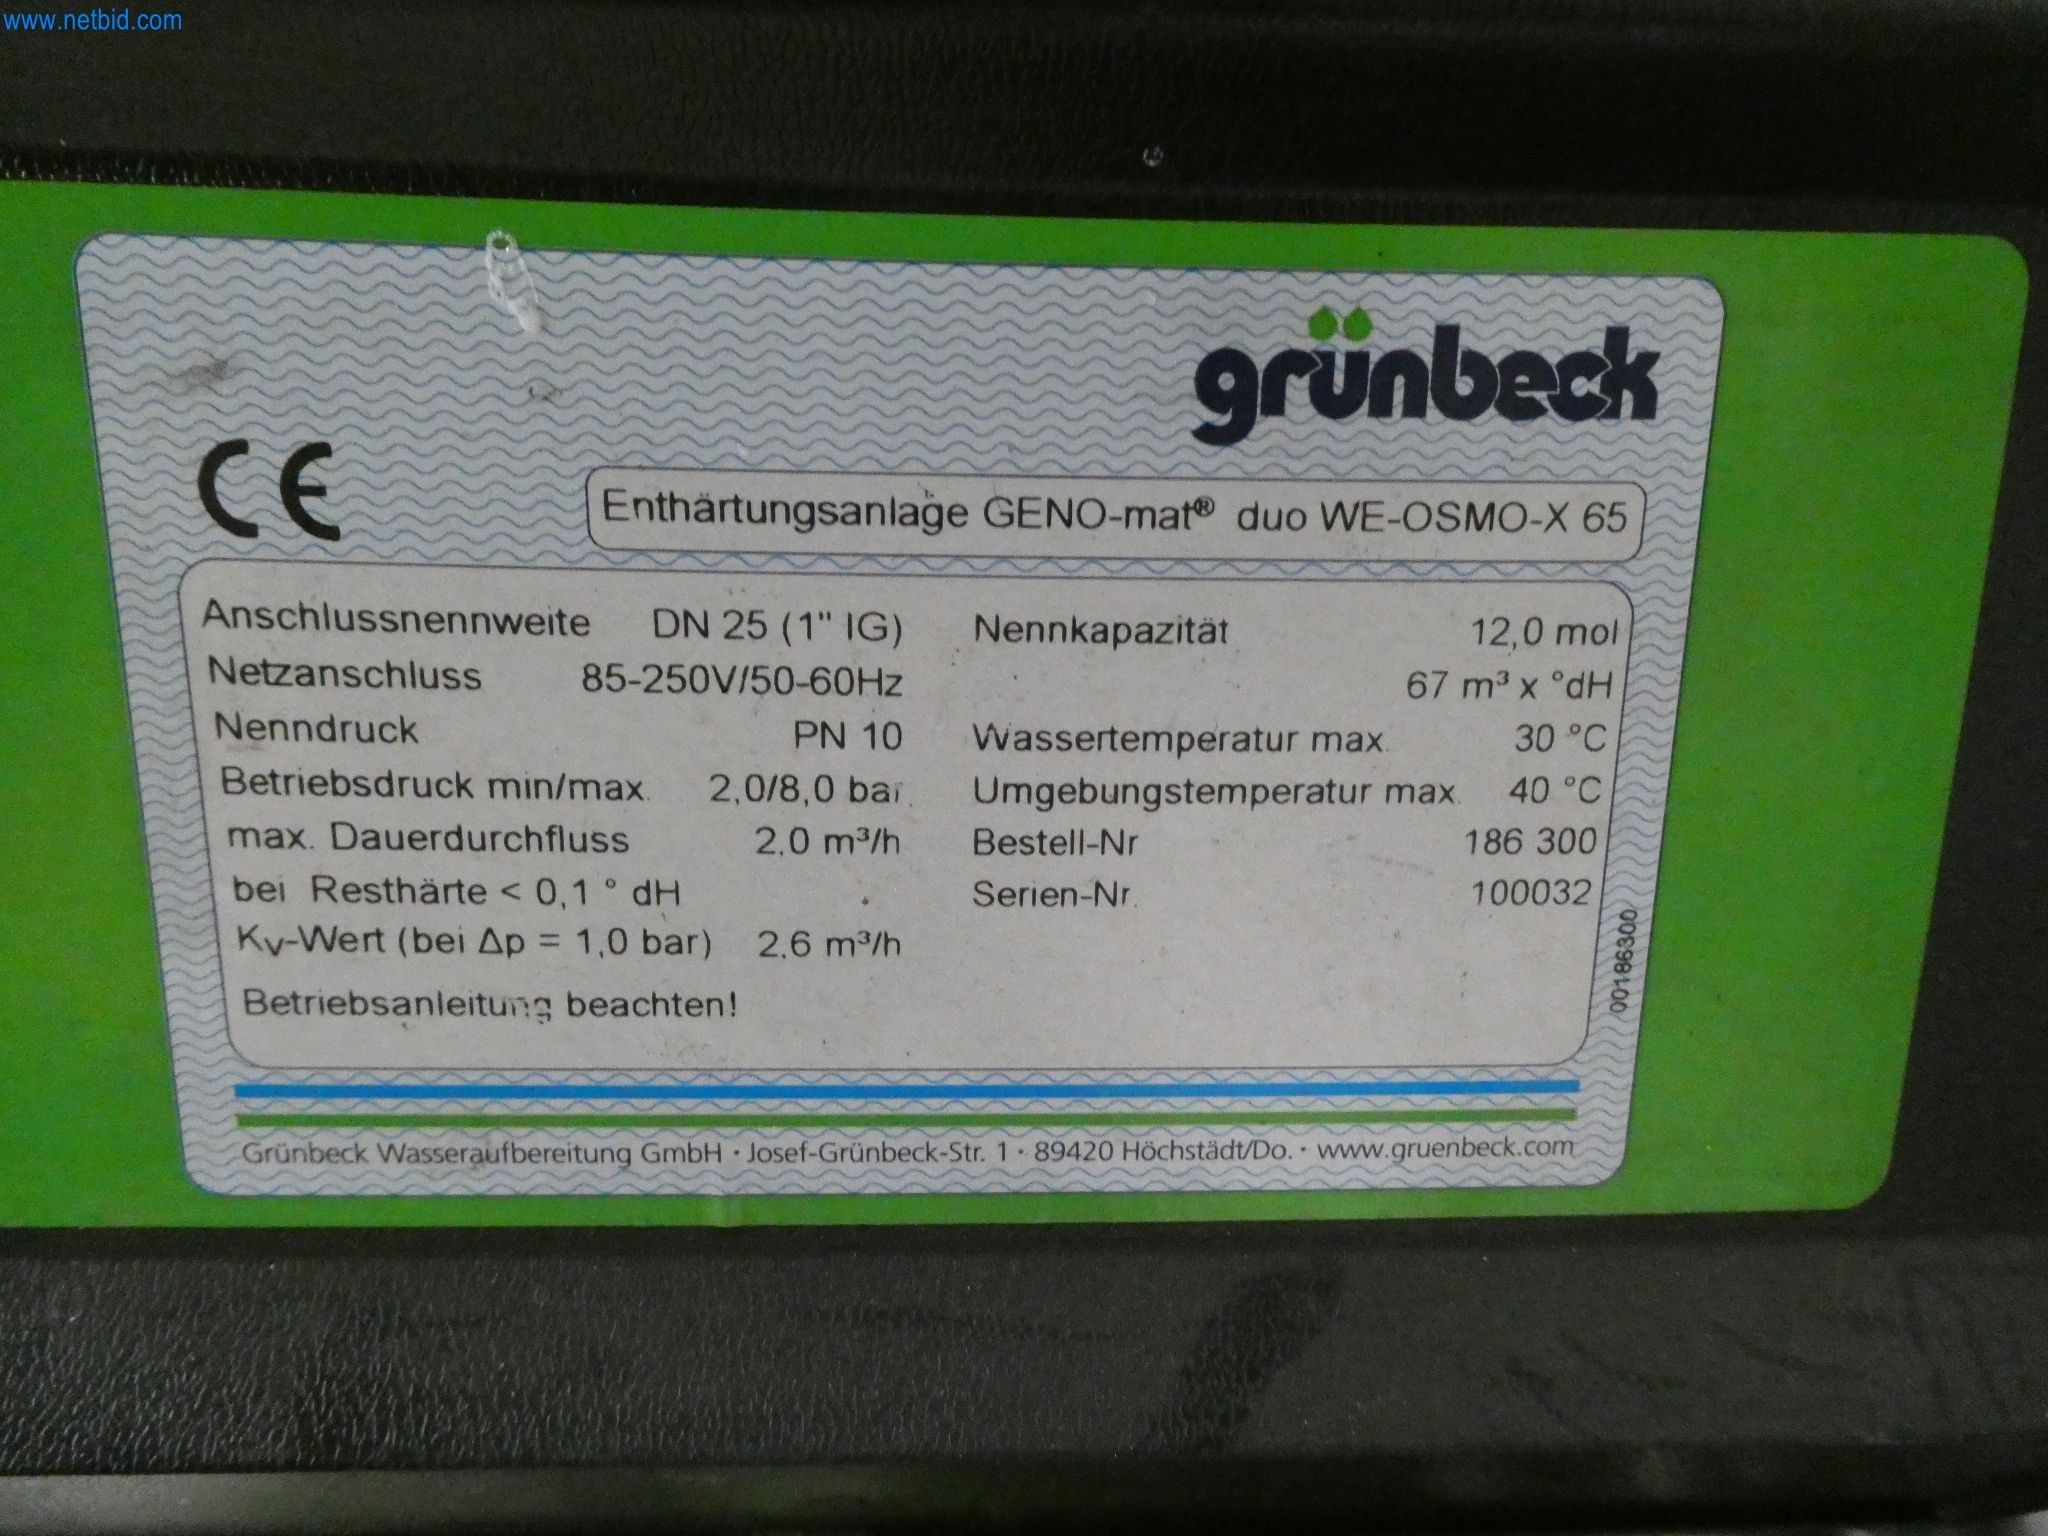 www.netbid.com
grünbeck
CE
Enthärtungsanlage GENO-mat® duo WE-OSMO-X 65
Anschlussnennweite DN 25 (1" IG)
Netzanschluss 85-250V/50-60Hz
Nenndruck PN 10
Betriebsdruck min/max. 2,0/8,0 bar
max. Dauerdurchfluss 2,0 m³/h
bei Resthärte < 0,1 ° dH
Kv-Wert (bei Δp = 1,0 bar) 2,6 m³/h
Betriebsanleitung beachten!
Nennkapazität 12,0 mol
67 m³ x °dH
Wassertemperatur max. 30 °C
Umgebungstemperatur max. 40 °C
Bestell-Nr 186 300
Serien-Nr. 100032
00186300
Grünbeck Wasseraufbereitung GmbH · Josef-Grünbeck-Str. 1 · 89420 Höchstädt/Do. · www.gruenbeck.com